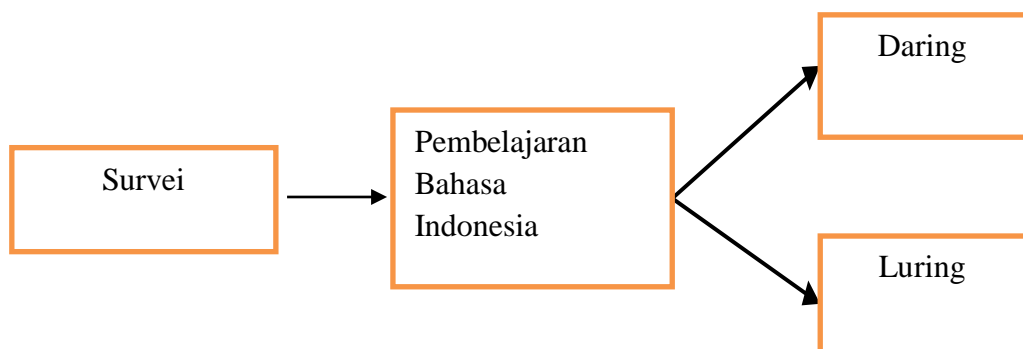 Survei
Pembelajaran
Bahasa
Indonesia
Daring
Luring